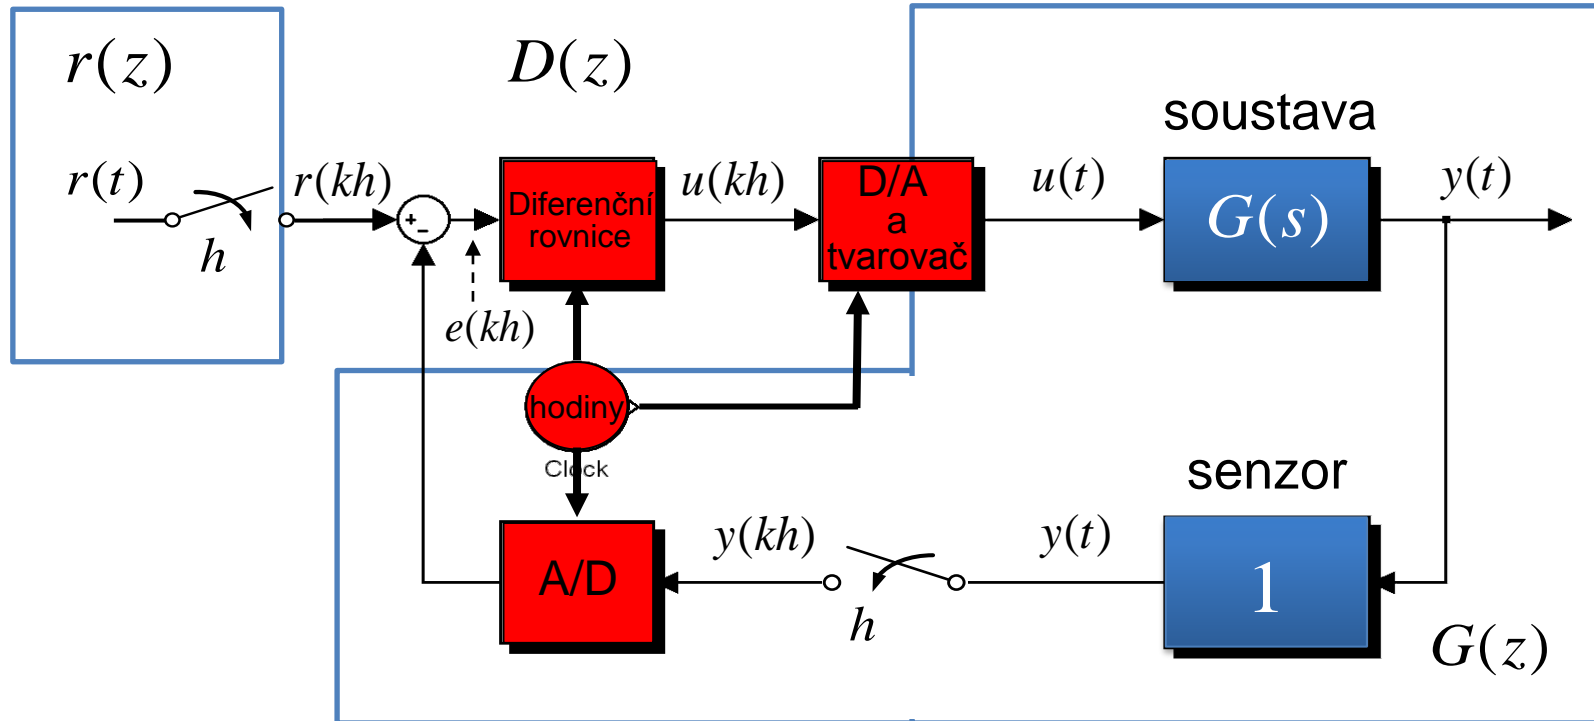 r(z)
D(z)
soustava
r(t)
r(kh)
h
+
-
Diferenční
rovnice
u(kh)
D/A
a
tvarovač
u(t)
G(s)
y(t)
e(kh)
hodiny
Clock
senzor
A/D
y(kh)
h
y(t)
1
G(z)